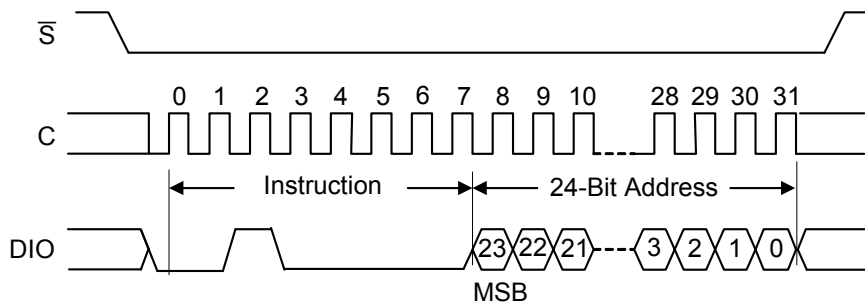 S̅
0 1 2 3 4 5 6 7 8 9 10 28 29 30 31
C
Instruction 24-Bit Address
DIO 23 22 21 3 2 1 0
MSB